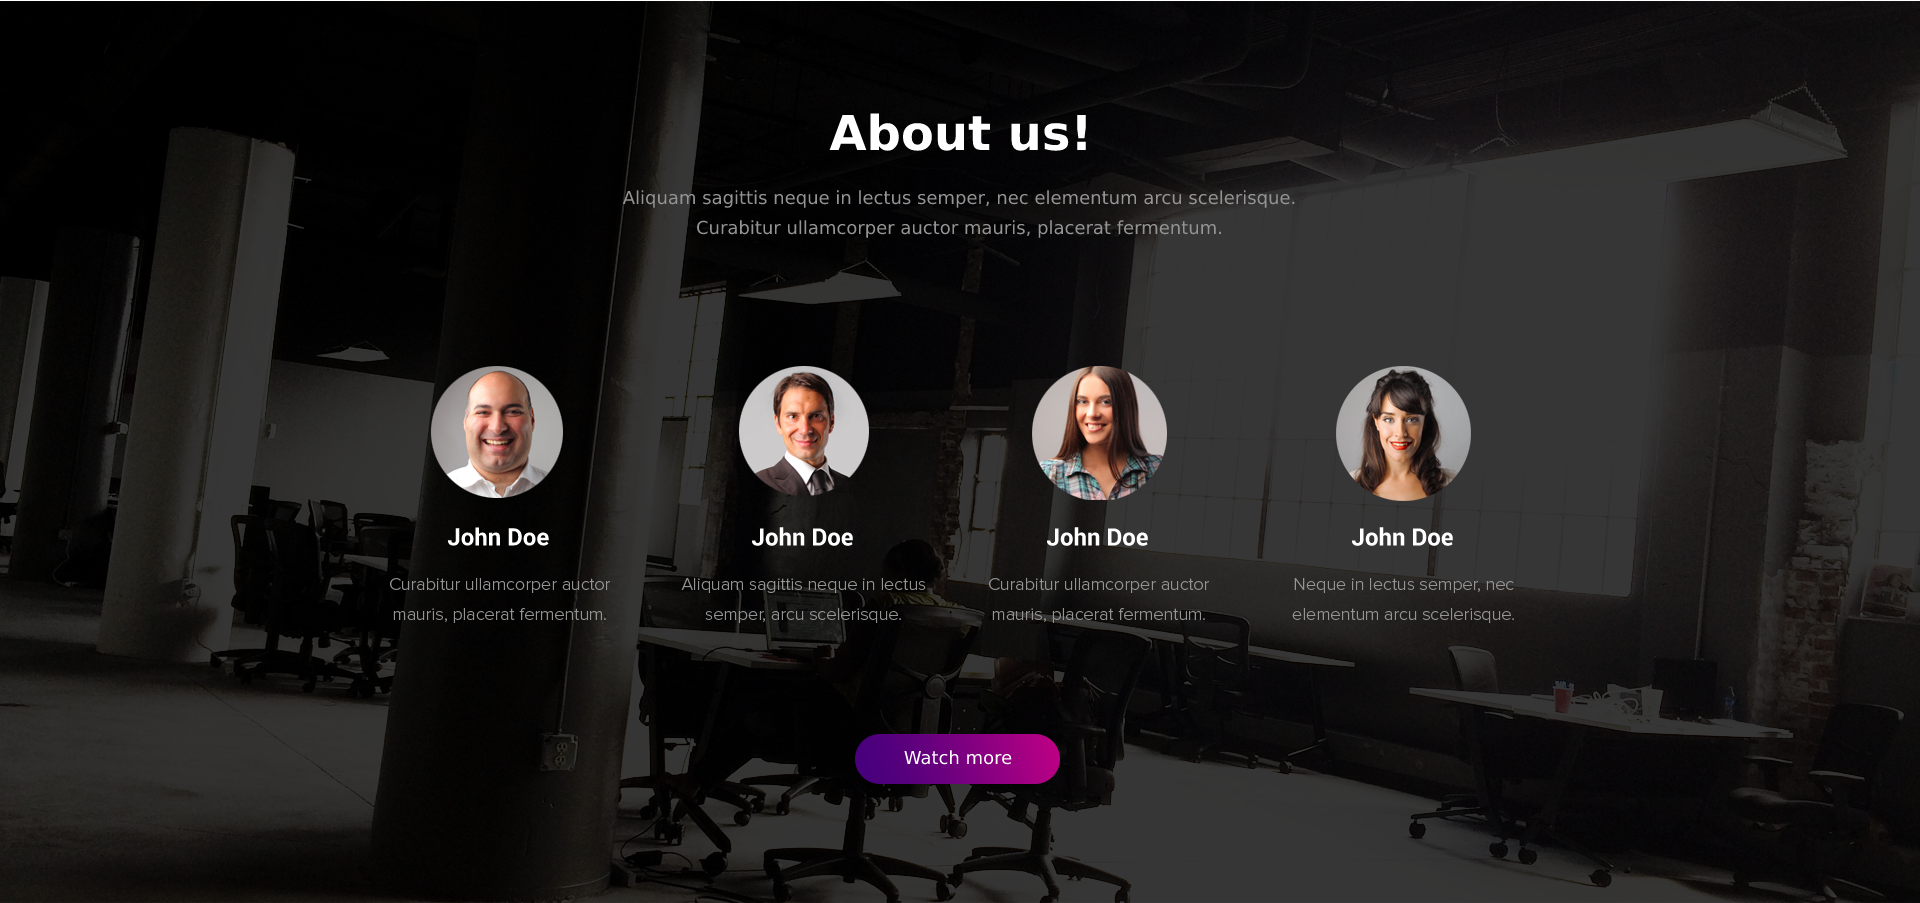 About us!
Aliquam sagittis neque in lectus semper, nec elementum arcu scelerisque.
Curabitur ullamcorper auctor mauris, placerat fermentum.
John Doe
Curabitur ullamcorper auctor
mauris, placerat fermentum.
John Doe
Aliquam sagittis neque in lectus
semper, arcu scelerisque.
John Doe
Curabitur ullamcorper auctor
mauris, placerat fermentum.
John Doe
Neque in lectus semper, nec
elementum arcu scelerisque.
Watch more